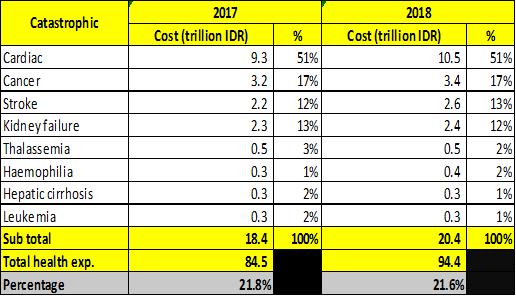 Catastrophic 2017 2018
Cost (trillion IDR) % Cost (trillion IDR) %
Cardiac 9.3 51% 10.5 51%
Cancer 3.2 17% 3.4 17%
Stroke 2.2 12% 2.6 13%
Kidney failure 2.3 13% 2.4 12%
Thalassemia 0.5 3% 0.5 2%
Haemophilia 0.3 1% 0.4 2%
Hepatic cirrhosis 0.3 2% 0.3 1%
Leukemia 0.3 2% 0.3 1%
Sub total 18.4 100% 20.4 100%
Total health exp. 84.5 94.4
Percentage 21.8% 21.6%